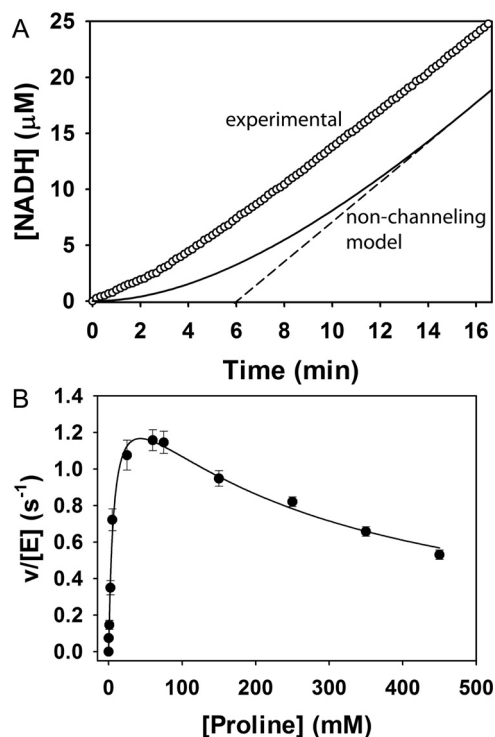 A
25
20
15
10
5
0
[NADH] (μM)
experimental
non-channeling
model
0 2 4 6 8 10 12 14 16
Time (min)
B
1.4
1.2
1.0
0.8
0.6
0.4
0.2
0.0
v/[E] (s⁻¹)
0 100 200 300 400 500
[Proline] (mM)